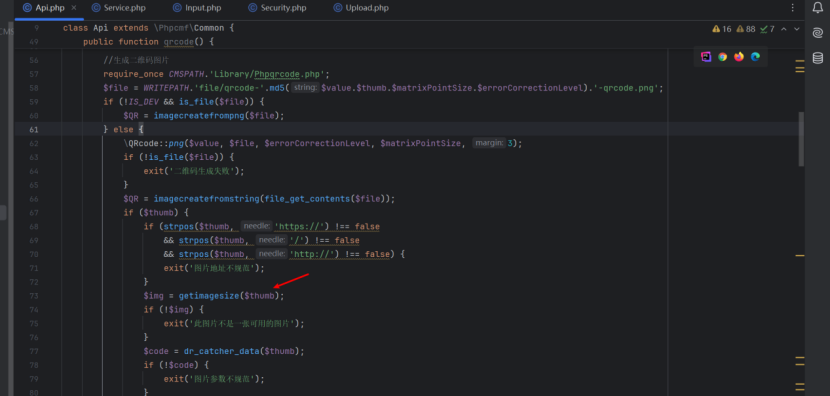 Api.php Service.php Input.php Security.php Upload.php
9 class Api extends \Phpcmf\Common {
49 public function qrcode() {
16 88 7
56 //生成二维码图片
57 require_once CMSPATH.'Library/Phpqrcode.php';
58 $file = WRITEPATH.'file/qrcode-'.md5( string: $value.$thumb.$matrixPointSize.$errorCorrectionLevel).'-qrcode.png';
59 if (!IS_DEV && is_file($file)) {
60 $QR = imagecreatefrompng($file);
61 } else {
62 \QRcode::png($value, $file, $errorCorrectionLevel, $matrixPointSize, margin: 3);
63 if (!is_file($file)) {
64 exit('二维码生成失败');
65 }
66 $QR = imagecreatefromstring(file_get_contents($file));
67 if ($thumb) {
68 if (strpos($thumb, needle: 'https://') !== false
69 && strpos($thumb, needle: '/') !== false
70 && strpos($thumb, needle: 'http://') !== false) {
71 exit('图片地址不规范');
72 }
73 $img = getimagesize($thumb);
74 if (!$img) {
75 exit('此图片不是一张可用的图片');
76 }
77 $code = dr_catcher_data($thumb);
78 if (!$code) {
79 exit('图片参数不规范');
80 }